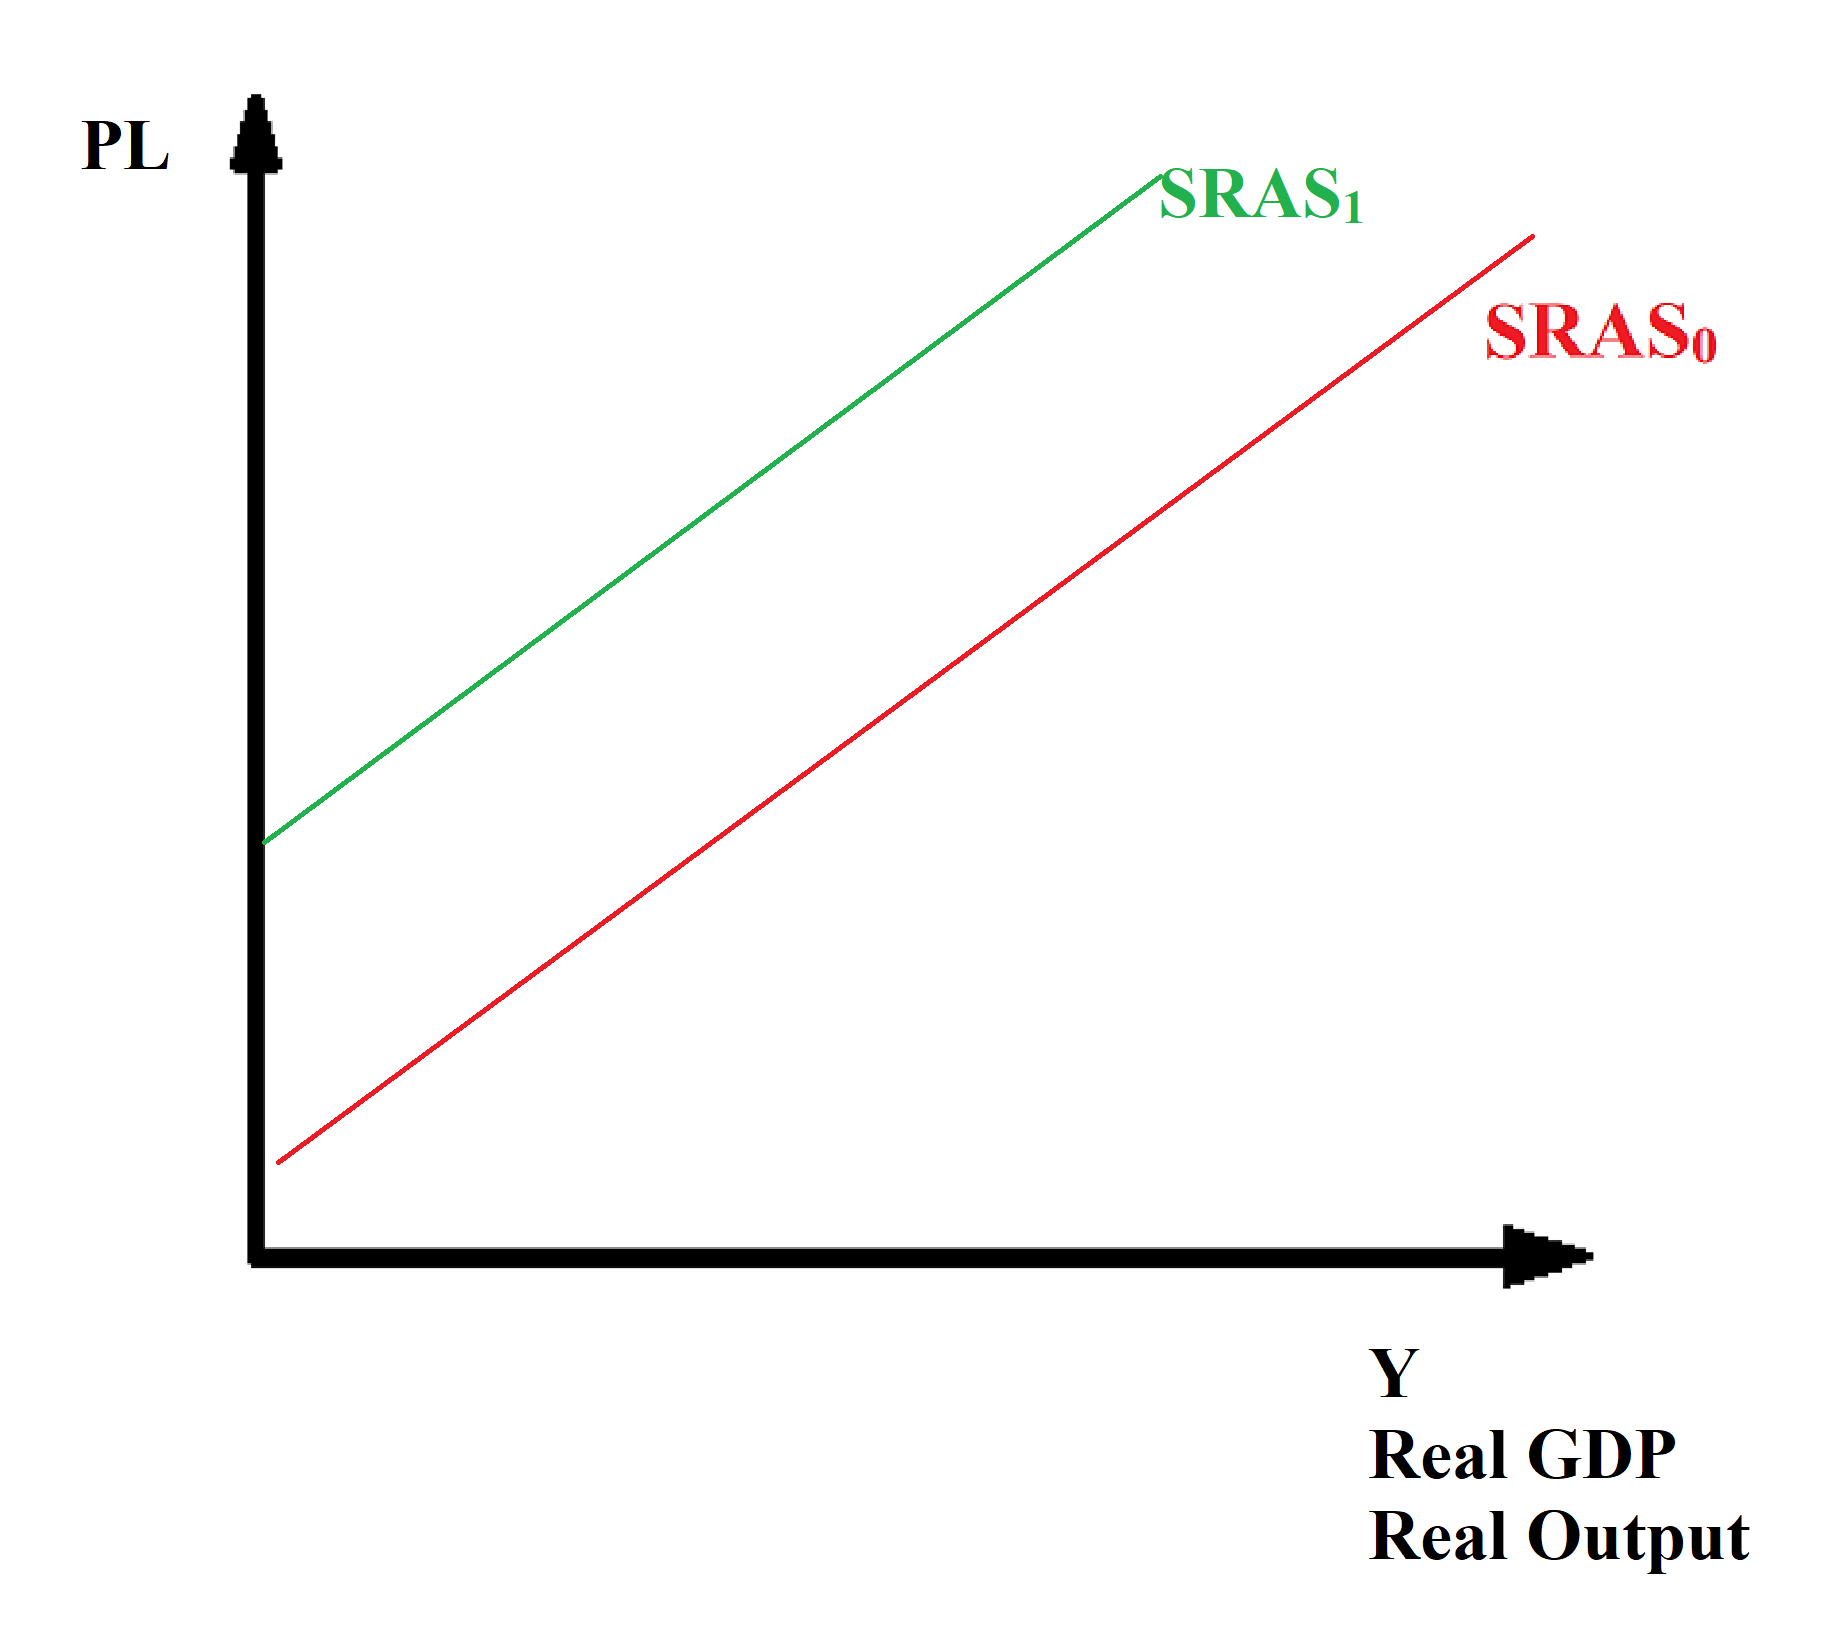 PL
SRAS₁
SRAS₀
Y
Real GDP
Real Output